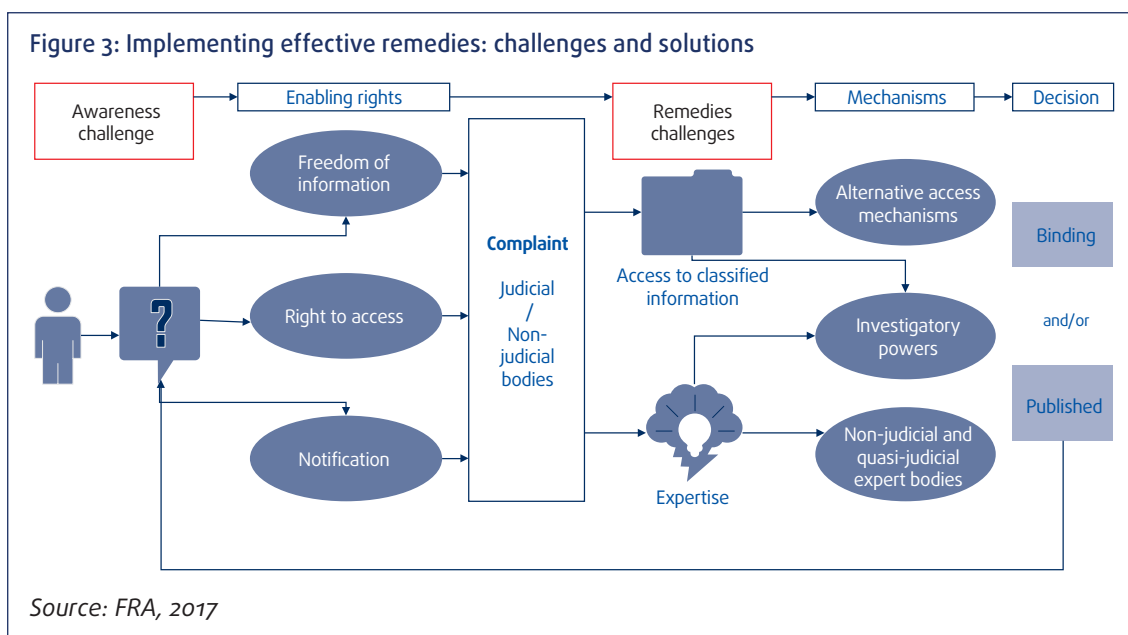 Figure 3: Implementing effective remedies: challenges and solutions
Awareness
challenge
Enabling rights
Remedies
challenges
Mechanisms
Decision
Freedom of
information
Right to access
Notification
?
Complaint
Judicial
/
Non-
judicial
bodies
Access to classified
information
Expertise
Alternative access
mechanisms
Investigatory
powers
Non-judicial and
quasi-judicial
expert bodies
Binding
and/or
Published
Source: FRA, 2017